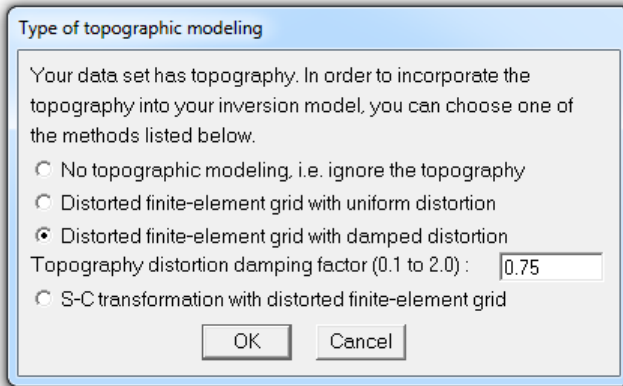 Type of topographic modeling
Your data set has topography. In order to incorporate the
topography into your inversion model, you can choose one of
the methods listed below.
No topographic modeling, i.e. ignore the topography
Distorted finite-element grid with uniform distortion
Distorted finite-element grid with damped distortion
Topography distortion damping factor (0.1 to 2.0) : 0.75
S-C transformation with distorted finite-element grid
OK Cancel